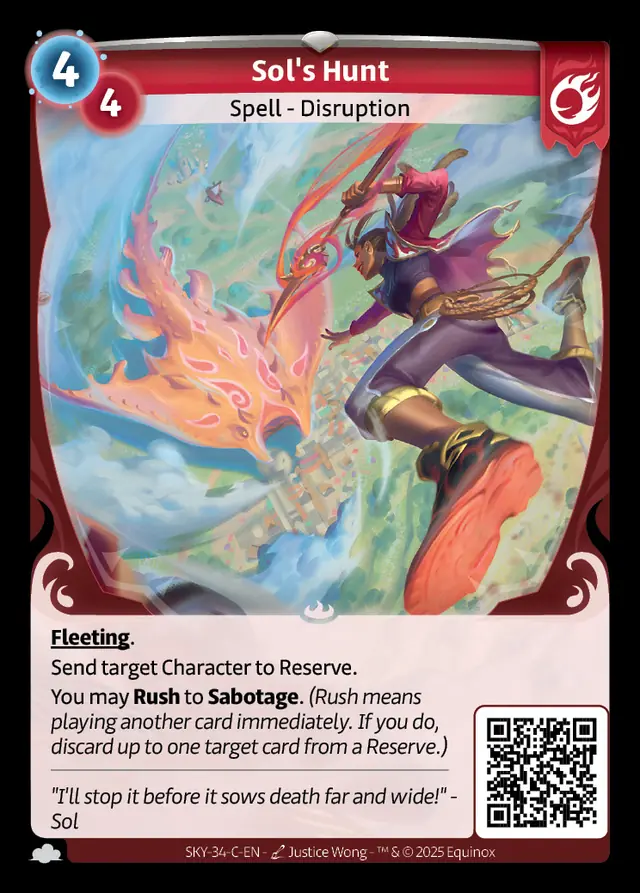 4
Sol's Hunt
4
Spell - Disruption
Fleeting.
Send target Character to Reserve.
You may Rush to Sabotage. (Rush means
playing another card immediately. If you do,
discard up to one target card from a Reserve.)
"I'll stop it before it sows death far and wide!" -
Sol
SKY-34-C-EN - Justice Wong - ™ & © 2025 Equinox